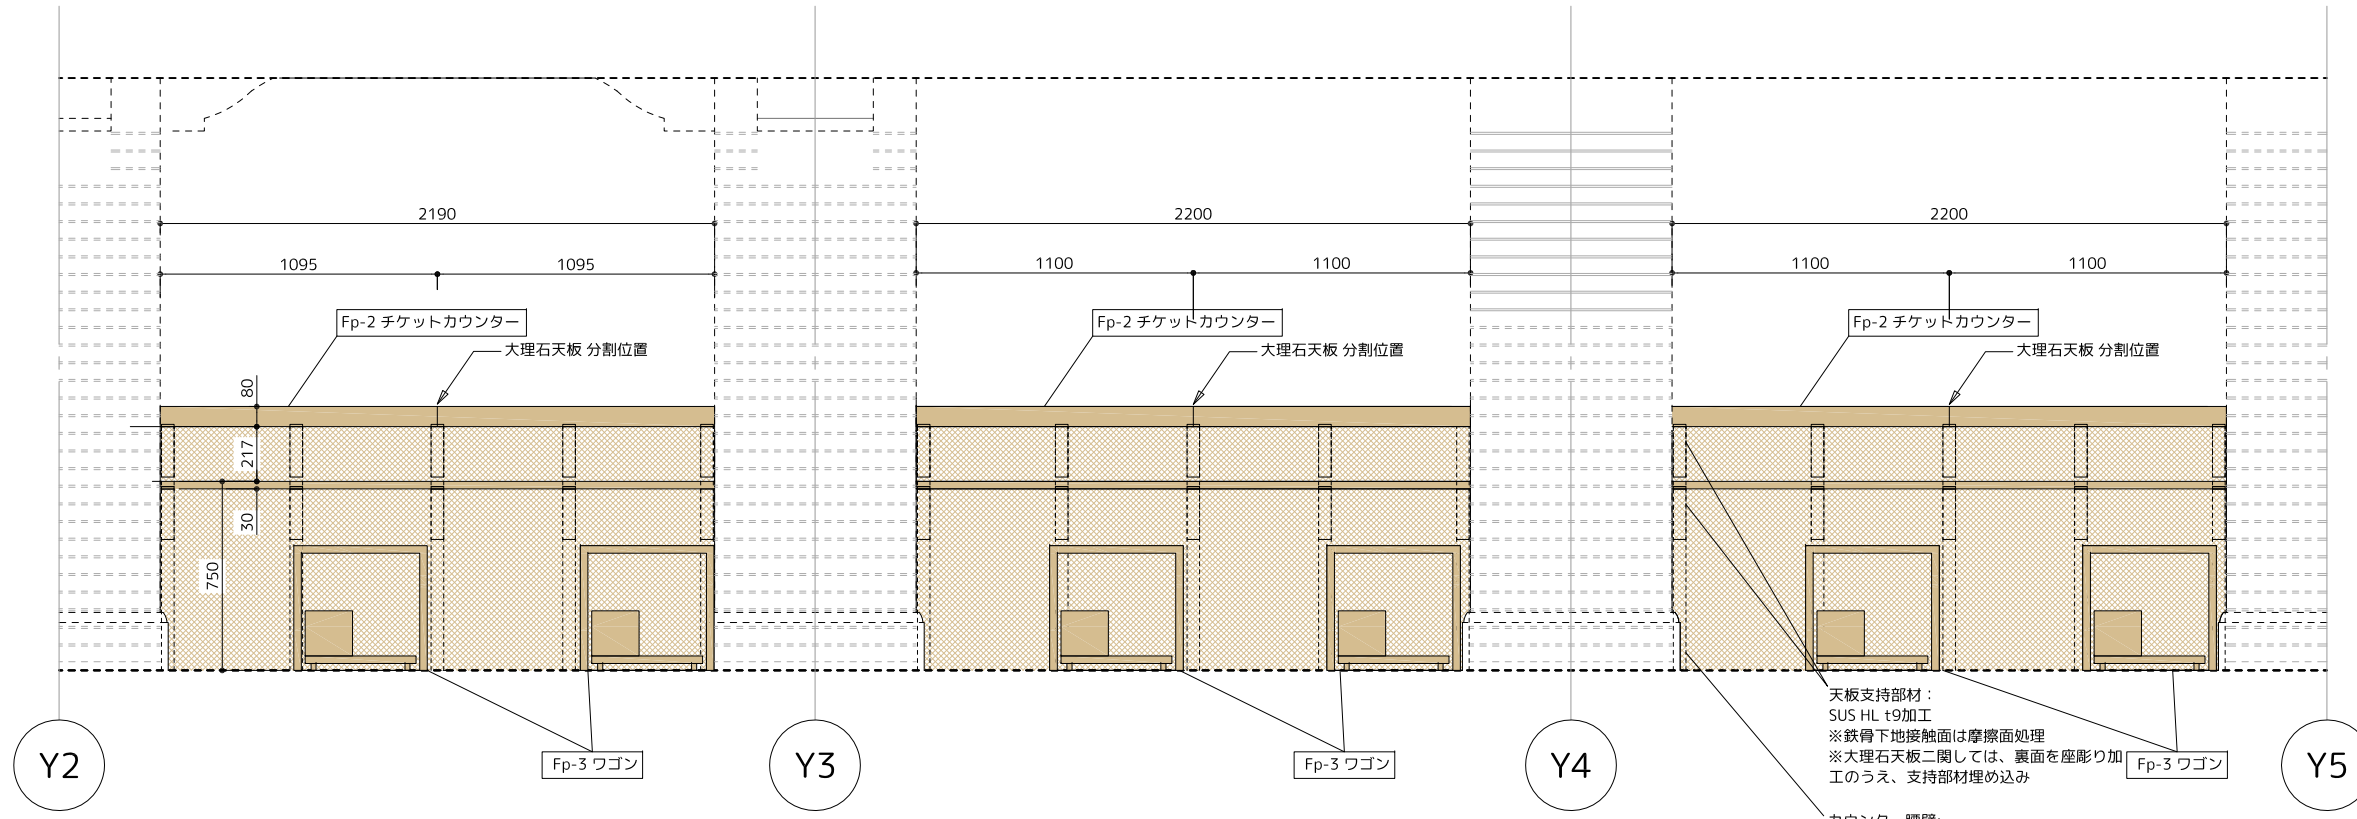 2190
2200
2200
1095
1095
1100
1100
1100
1100
Fp-2 チケットカウンター
Fp-2 チケットカウンター
Fp-2 チケットカウンター
大理石天板 分割位置
大理石天板 分割位置
大理石天板 分割位置
80
217
30
750
天板支持部材：
SUS HL t9加工
※鉄骨下地接触面は摩擦面処理
※大理石天板二関しては、裏面を座彫り加
工のうえ、支持部材埋め込み
Fp-3 ワゴン
Fp-3 ワゴン
Fp-3 ワゴン
Y2
Y3
Y4
Y5